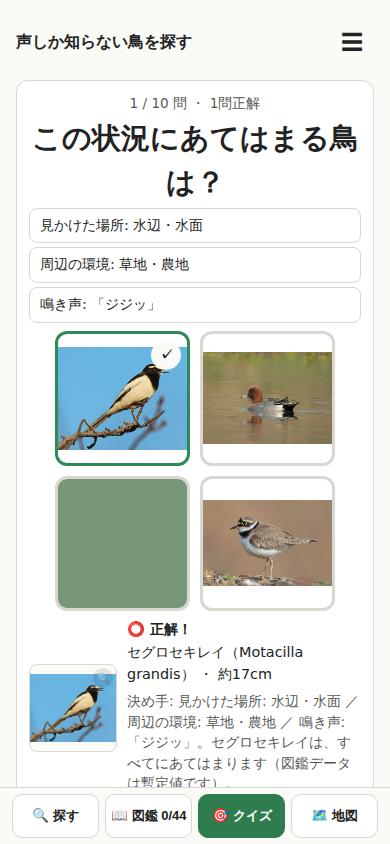 声しか知らない鳥を探す
1 / 10 問 ・ 1問正解
この状況にあてはまる鳥
は？
見かけた場所: 水辺・水面
周辺の環境: 草地・農地
鳴き声: 「ジジッ」
✓
⭕ 正解！
セグロセキレイ（Motacilla
grandis） ・ 約17cm
決め手: 見かけた場所: 水辺・水面 ／
周辺の環境: 草地・農地 ／ 鳴き声:
「ジジッ」。セグロセキレイは、す
べてにあてはまります（図鑑データ
は暫定値です）。
🔍 探す
📖 図鑑 0/44
🎯 クイズ
🗺️ 地図